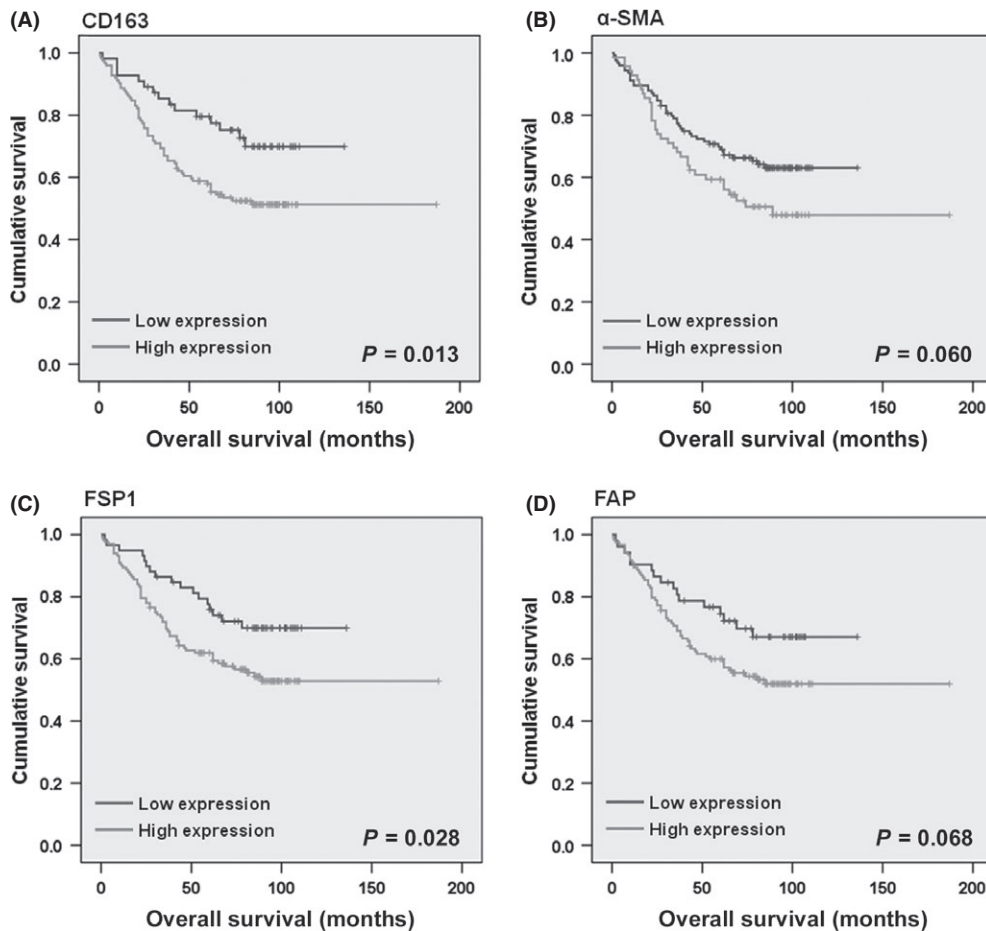 (A) CD163
Cumulative survival
1.0
0.8
0.6
0.4
0.2
0.0
Low expression
High expression
P = 0.013
0 50 100 150 200
Overall survival (months)
(B) α-SMA
Cumulative survival
1.0
0.8
0.6
0.4
0.2
0.0
Low expression
High expression
P = 0.060
0 50 100 150 200
Overall survival (months)
(C) FSP1
Cumulative survival
1.0
0.8
0.6
0.4
0.2
0.0
Low expression
High expression
P = 0.028
0 50 100 150 200
Overall survival (months)
(D) FAP
Cumulative survival
1.0
0.8
0.6
0.4
0.2
0.0
Low expression
High expression
P = 0.068
0 50 100 150 200
Overall survival (months)